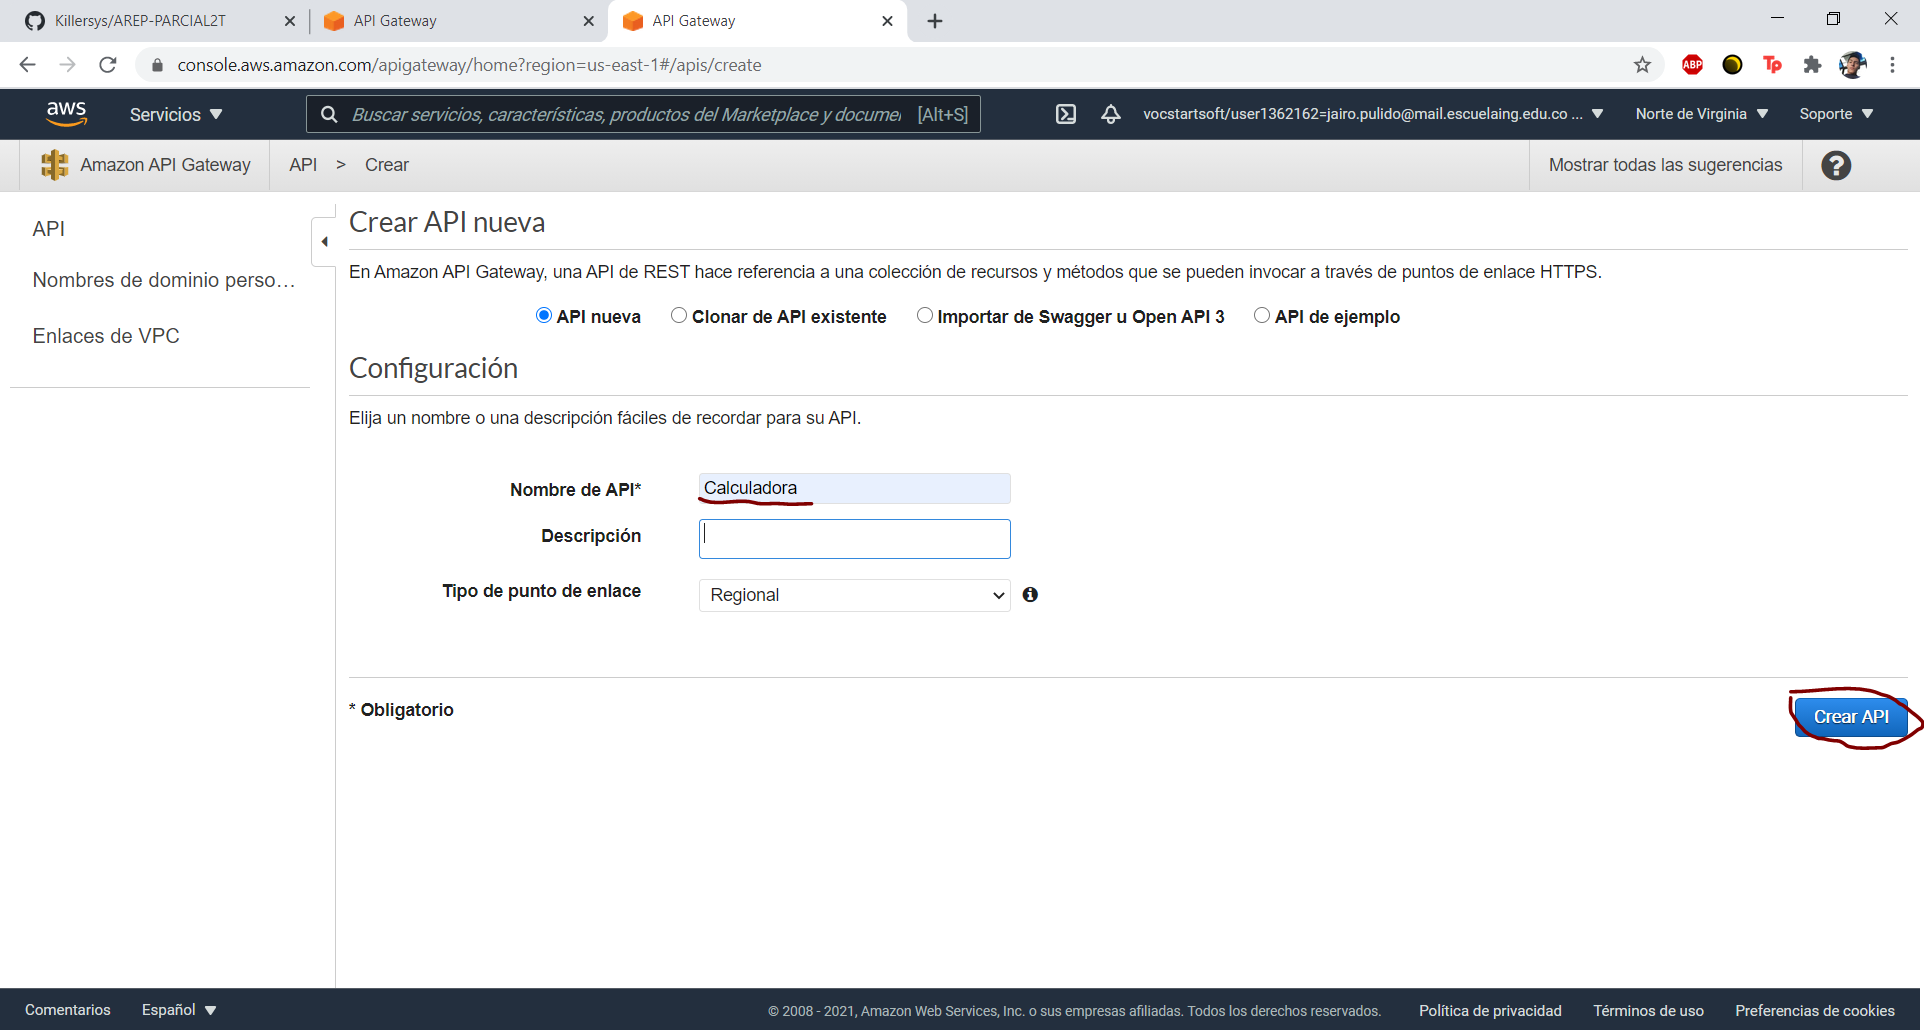 Killersys/AREP-PARCIAL2T
API Gateway
API Gateway
console.aws.amazon.com/apigateway/home?region=us-east-1#/apis/create
ABP
Tp
aws
Servicios
Buscar servicios, características, productos del Marketplace y documen
[Alt+S]
vocstartsoft/user1362162=jairo.pulido@mail.escuelaing.edu.co ...
Norte de Virginia
Soporte
Amazon API Gateway
API > Crear
Mostrar todas las sugerencias
?
API
Nombres de dominio perso...
Enlaces de VPC
Crear API nueva
En Amazon API Gateway, una API de REST hace referencia a una colección de recursos y métodos que se pueden invocar a través de puntos de enlace HTTPS.
API nueva
Clonar de API existente
Importar de Swagger u Open API 3
API de ejemplo
Configuración
Elija un nombre o una descripción fáciles de recordar para su API.
Nombre de API*
Calculadora
Descripción
Tipo de punto de enlace
Regional
* Obligatorio
Crear API
Comentarios
Español
© 2008 - 2021, Amazon Web Services, Inc. o sus empresas afiliadas. Todos los derechos reservados.
Política de privacidad
Términos de uso
Preferencias de cookies